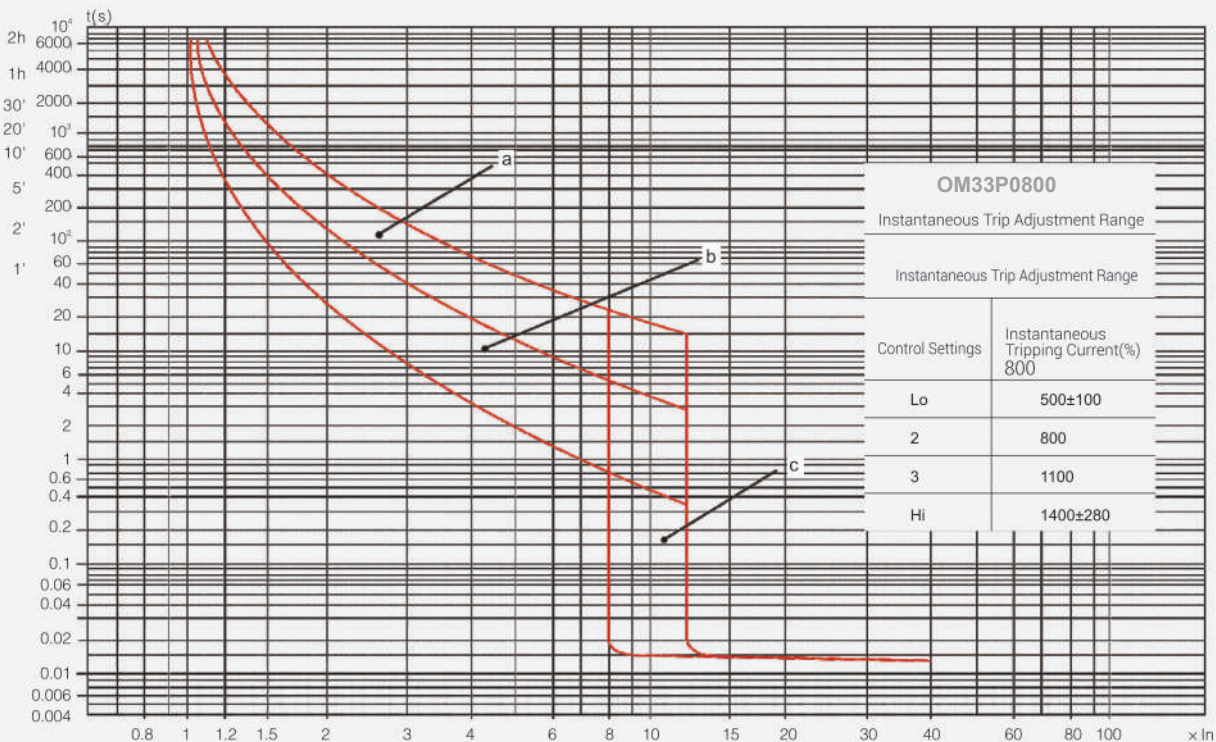 t(s)
2h
1h
30'
20'
10'
5'
2'
1'
10⁴
6000
4000
2000
10³
600
400
200
10²
60
40
20
10
6
4
2
1
0.6
0.4
0.2
0.1
0.06
0.04
0.02
0.01
0.006
0.004
a
b
c
OM33P0800
Instantaneous Trip Adjustment Range
Instantaneous Trip Adjustment Range
Control Settings
Instantaneous
Tripping Current(%)
800
Lo 500±100
2 800
3 1100
Hi 1400±280
0.8 1 1.2 1.5 2 3 4 6 8 10 15 20 30 40 60 80 100 ×In